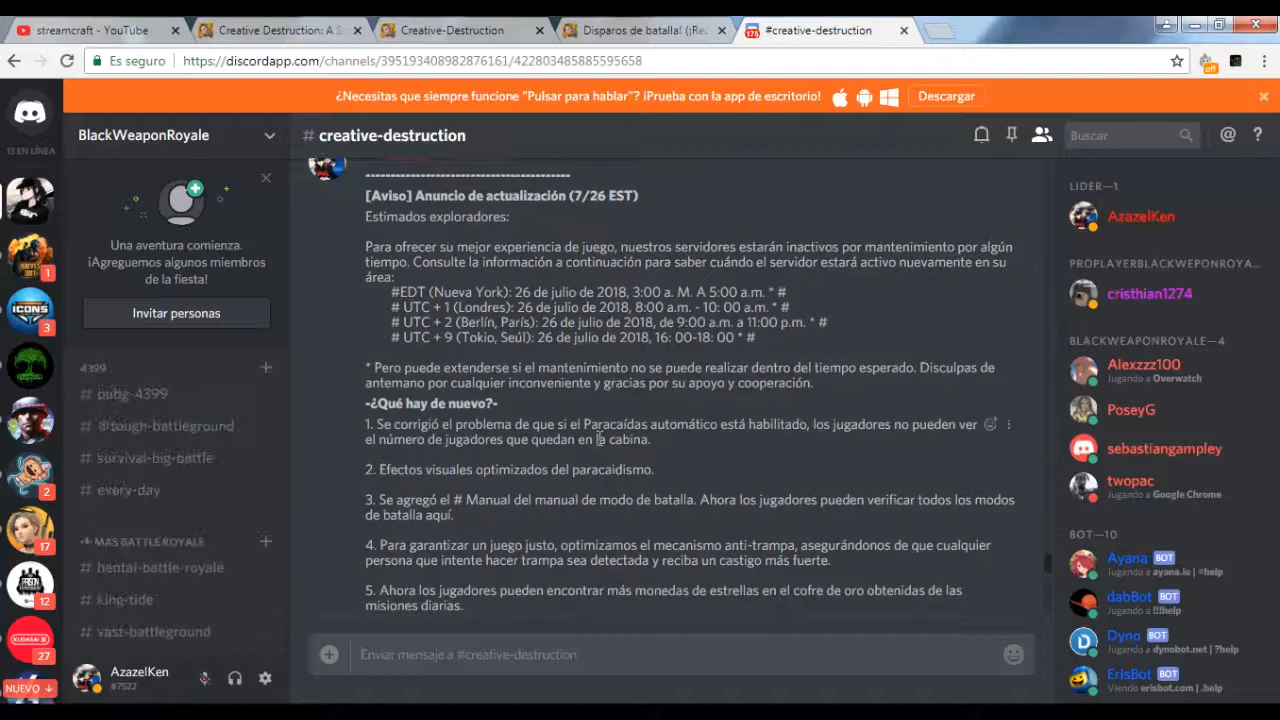 streamcraft - YouTube
Creative Destruction: A S
Creative-Destruction
Disparos de batalla! (¡Re
#creative-destruction
Es seguro
https://discordapp.com/channels/395193408982876161/422803485885595658
off
¿Necesitas que siempre funcione "Pulsar para hablar"? ¡Prueba con la app de escritorio!
Descargar
13 EN LÍNEA
BlackWeaponRoyale
# creative-destruction
Buscar
Una aventura comienza.
¡Agreguemos algunos miembros
de la fiesta!
Invitar personas
4399
# pubg-4399
# through-battleground
# survival-big-battle
# every-day
MAS BATTLE ROYALE
# hentai-battle-royale
# king-tide
# vast-battleground
1
3
2
17
12
27
NUEVO
AzazelKen
#7522
-----------------------------------------
[Aviso] Anuncio de actualización (7/26 EST)
Estimados exploradores:
Para ofrecer su mejor experiencia de juego, nuestros servidores estarán inactivos por mantenimiento por algún
tiempo. Consulte la información a continuación para saber cuándo el servidor estará activo nuevamente en su
área:
#EDT (Nueva York): 26 de julio de 2018, 3:00 a. M. A 5:00 a.m. * #
# UTC + 1 (Londres): 26 de julio de 2018, 8:00 a.m. - 10: 00 a.m. * #
# UTC + 2 (Berlín, París): 26 de julio de 2018, de 9:00 a.m. a 11:00 p.m. * #
# UTC + 9 (Tokio, Seúl): 26 de julio de 2018, 16: 00-18: 00 * #
* Pero puede extenderse si el mantenimiento no se puede realizar dentro del tiempo esperado. Disculpas de
antemano por cualquier inconveniente y gracias por su apoyo y cooperación.
-¿Qué hay de nuevo?-
1. Se corrigió el problema de que si el Paracaídas automático está habilitado, los jugadores no pueden ver
el número de jugadores que quedan en la cabina.
2. Efectos visuales optimizados del paracaidismo.
3. Se agregó el # Manual del manual de modo de batalla. Ahora los jugadores pueden verificar todos los modos
de batalla aquí.
4. Para garantizar un juego justo, optimizamos el mecanismo anti-trampa, asegurándonos de que cualquier
persona que intente hacer trampa sea detectada y reciba un castigo más fuerte.
5. Ahora los jugadores pueden encontrar más monedas de estrellas en el cofre de oro obtenidas de las
misiones diarias.
Enviar mensaje a #creative-destruction
LIDER—1
AzazelKen
PROPLAYERBLACKWEPONROYA...
cristhian1274
BLACKWEAPONROYALE—4
Alexzzz100
Jugando a Overwatch
PoseyG
sebastiangampley
twopac
Jugando a Google Chrome
BOT—10
Ayana BOT
Jugando a ayana.io | =help
dabBot BOT
Jugando a !!!help
Dyno BOT
Jugando a dynobot.net | ?help
ErisBot BOT
Viendo erisbot.com | .help